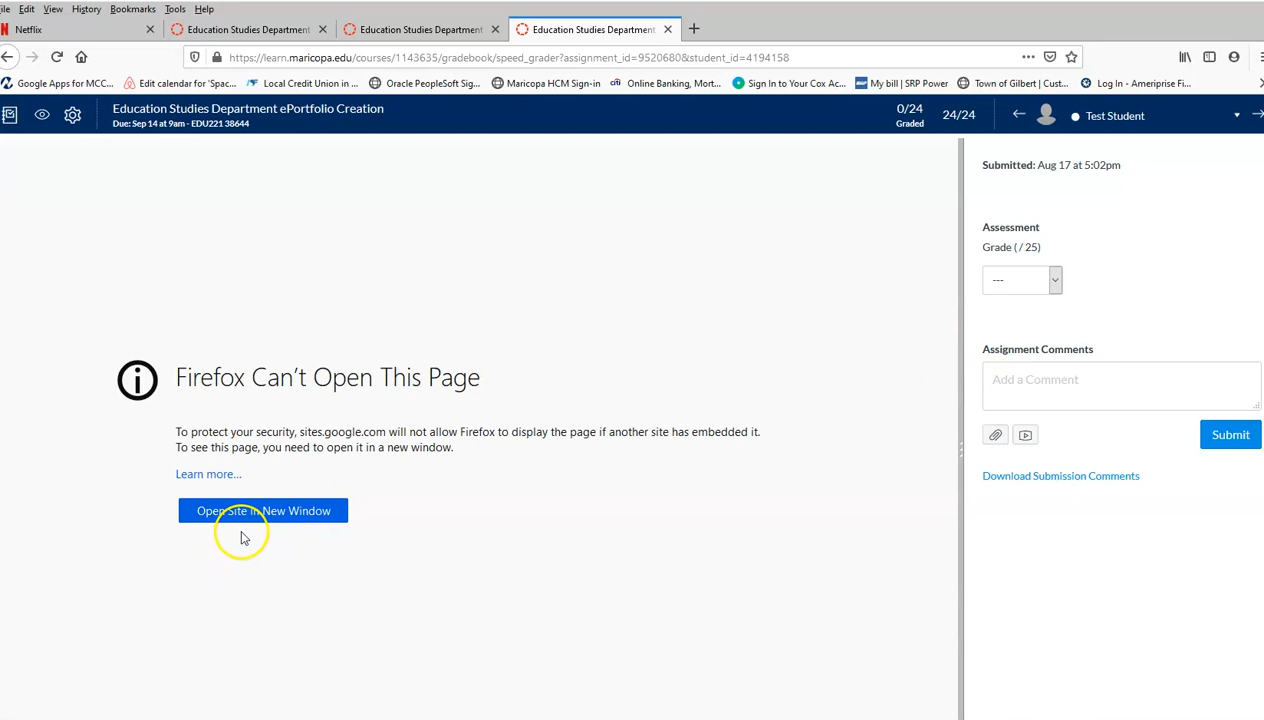 ile Edit View History Bookmarks Tools Help
Netflix Education Studies Department Education Studies Department Education Studies Department
https://learn.maricopa.edu/courses/1143635/gradebook/speed_grader?assignment_id=9520680&student_id=4194158
Google Apps for MCC... Edit calendar for 'Spac... Local Credit Union in ... Oracle PeopleSoft Sig... Maricopa HCM Sign-in Online Banking, Mort... Sign In to Your Cox Ac... My bill | SRP Power Town of Gilbert | Cust... Log In - Ameriprise Fi...
Education Studies Department ePortfolio Creation
Due: Sep 14 at 9am - EDU221 38644
0/24 24/24 Test Student
Graded
Submitted: Aug 17 at 5:02pm
Assessment
Grade ( / 25)
---
Assignment Comments
Add a Comment
Submit
Download Submission Comments
Firefox Can't Open This Page
To protect your security, sites.google.com will not allow Firefox to display the page if another site has embedded it.
To see this page, you need to open it in a new window.
Learn more...
Open Site in New Window